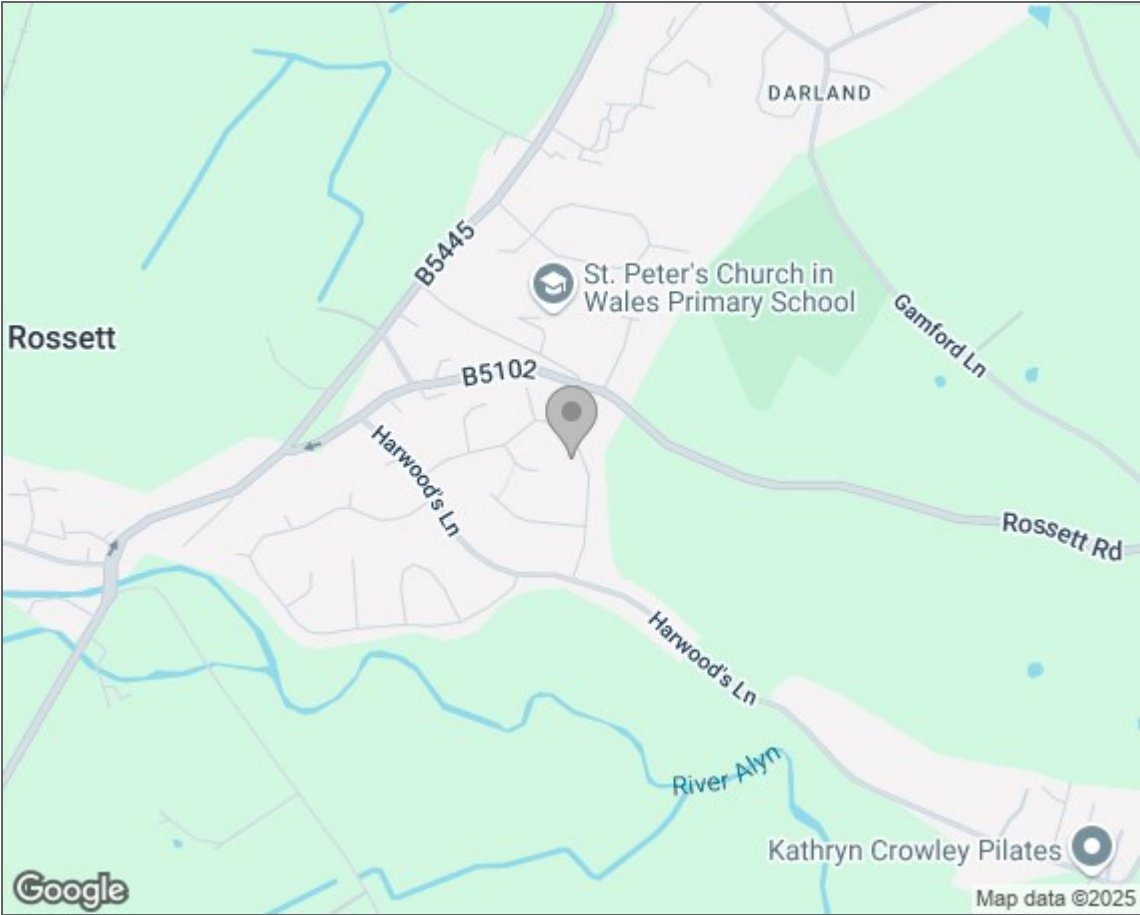 DARLAND
B5445
St. Peter's Church in
Wales Primary School
Gamford Ln
Rossett
B5102
Harwood's Ln
Rossett Rd
Harwood's Ln
River Alyn
Kathryn Crowley Pilates
Google
Map data ©2025